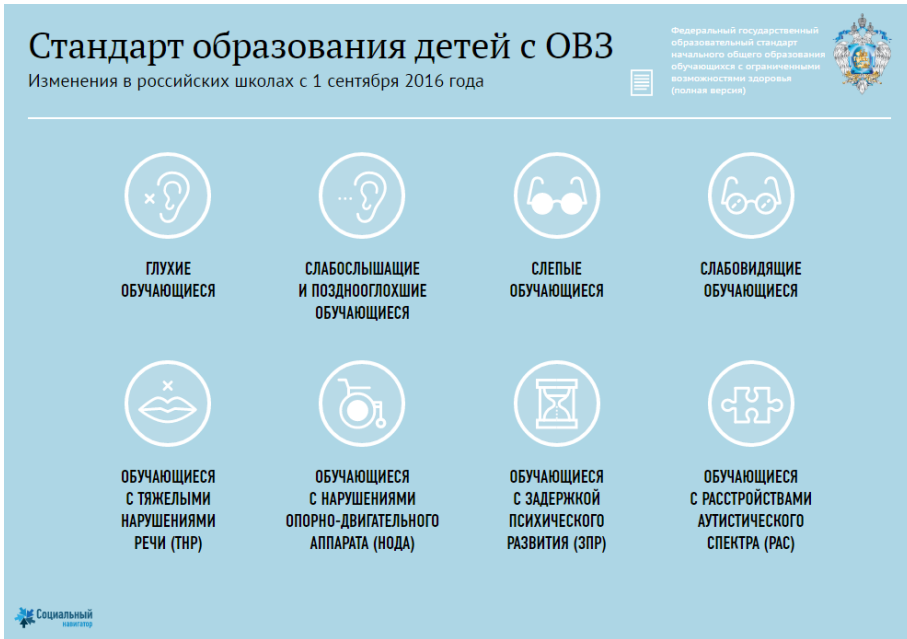 Стандарт образования детей с ОВЗ
Изменения в российских школах с 1 сентября 2016 года
Федеральный государственный
образовательный стандарт
начального общего образования
обучающихся с ограниченными
возможностями здоровья
(полная версия)
ГЛУХИЕ
ОБУЧАЮЩИЕСЯ
СЛАБОСЛЫШАЩИЕ
И ПОЗДНООГЛОХШИЕ
ОБУЧАЮЩИЕСЯ
СЛЕПЫЕ
ОБУЧАЮЩИЕСЯ
СЛАБОВИДЯЩИЕ
ОБУЧАЮЩИЕСЯ
ОБУЧАЮЩИЕСЯ
С ТЯЖЕЛЫМИ
НАРУШЕНИЯМИ
РЕЧИ (ТНР)
ОБУЧАЮЩИЕСЯ
С НАРУШЕНИЯМИ
ОПОРНО-ДВИГАТЕЛЬНОГО
АППАРАТА (НОДА)
ОБУЧАЮЩИЕСЯ
С ЗАДЕРЖКОЙ
ПСИХИЧЕСКОГО
РАЗВИТИЯ (ЗПР)
ОБУЧАЮЩИЕСЯ
С РАССТРОЙСТВАМИ
АУТИСТИЧЕСКОГО
СПЕКТРА (РАС)
Социальный
навигатор